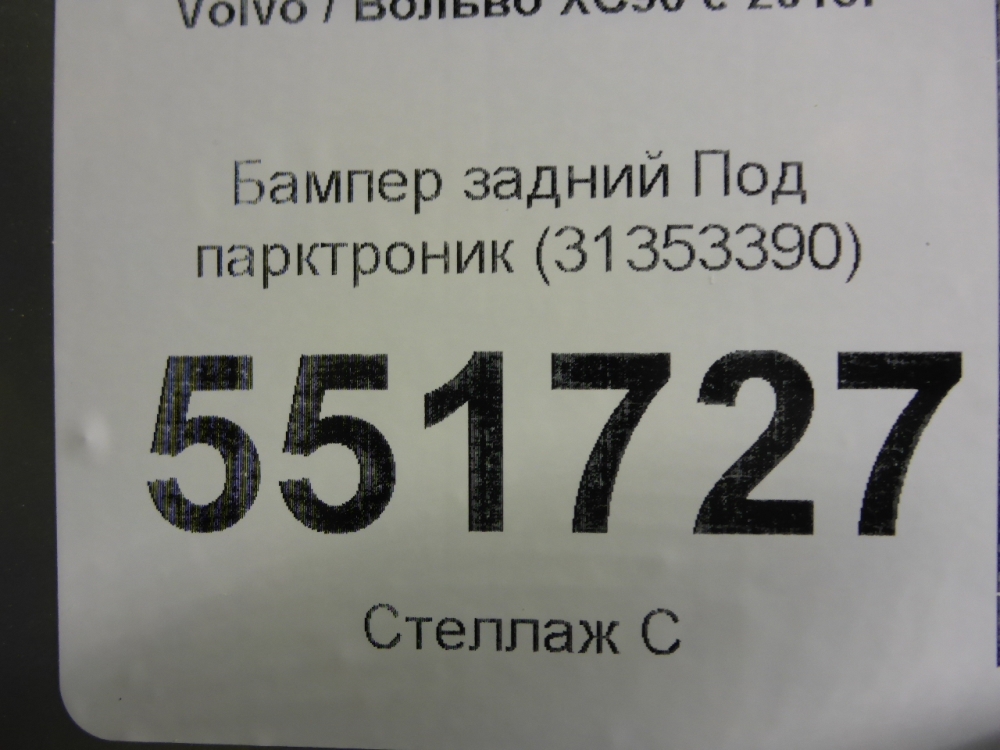 Volvo / Вольво
Бампер задний Под
парктроник (31353390)
551727
Стеллаж С